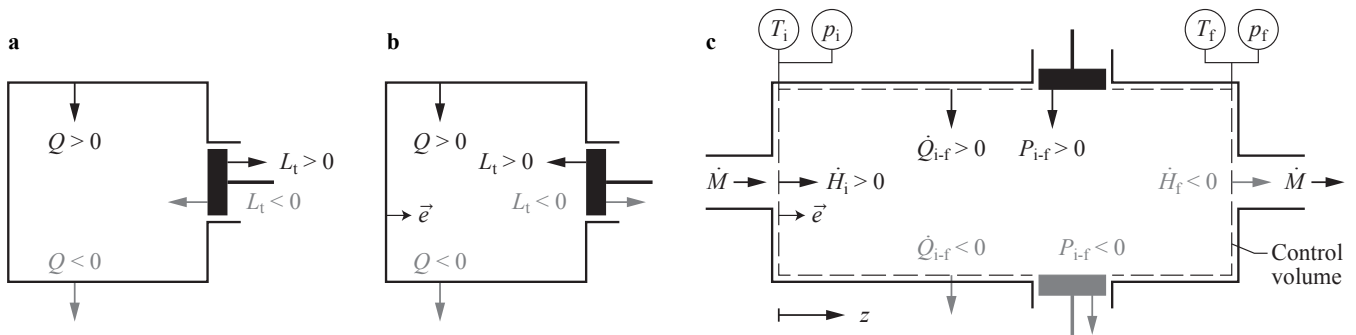 a
Q > 0
L_t > 0
L_t < 0
Q < 0
b
Q > 0
L_t > 0
L_t < 0
e⃗
Q < 0
c
T_i
p_i
T_f
p_f
Q̇_i-f > 0
P_i-f > 0
Ṁ
Ḣ_i > 0
Ḣ_f < 0
Ṁ
e⃗
Q̇_i-f < 0
P_i-f < 0
Control
volume
z